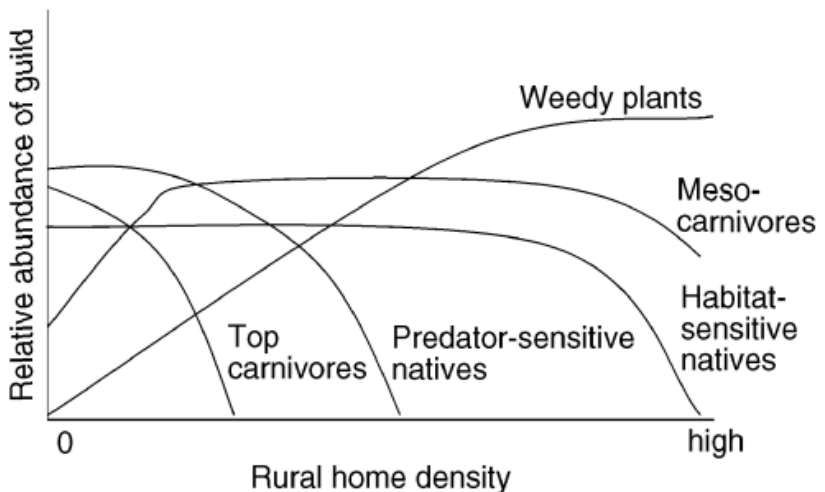 Relative abundance of guild
Weedy plants
Meso-
carnivores
Habitat-
sensitive
natives
Top
carnivores
Predator-sensitive
natives
0
high
Rural home density